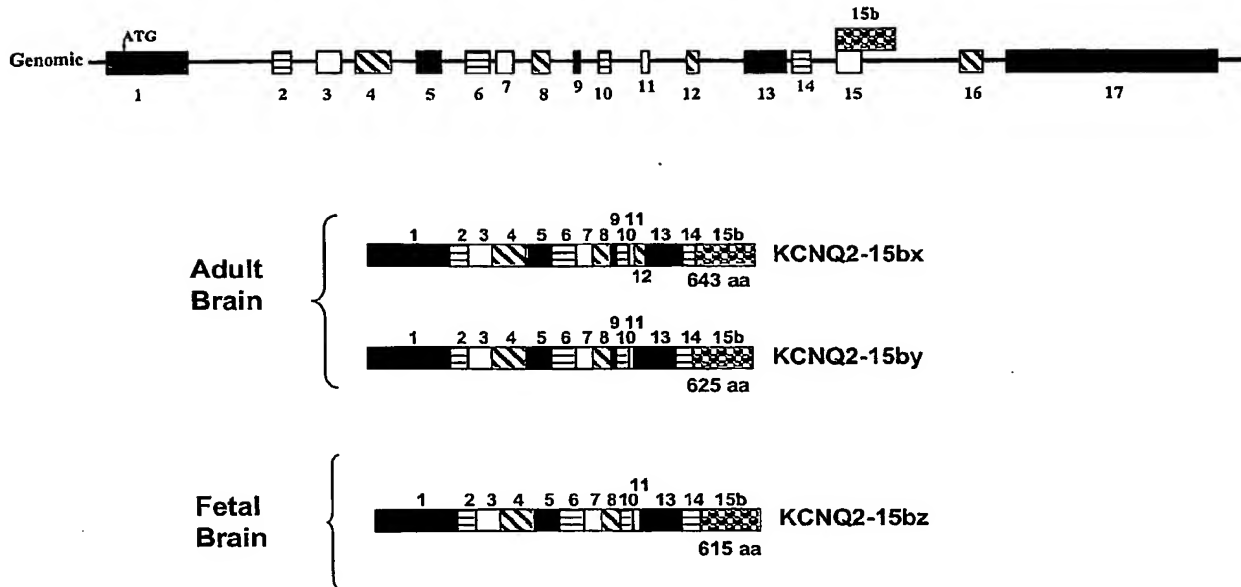 15b
ATG
Genomic
1 2 3 4 5 6 7 8 9 10 11 12 13 14 15 16 17
9 11
1 2 3 4 5 6 7 8 10 13 14 15b
KCNQ2-15bx
12 643 aa
Adult
Brain
9 11
1 2 3 4 5 6 7 8 10 13 14 15b
KCNQ2-15by
625 aa
11
1 2 3 4 5 6 7 8 10 13 14 15b
KCNQ2-15bz
Fetal
Brain
615 aa